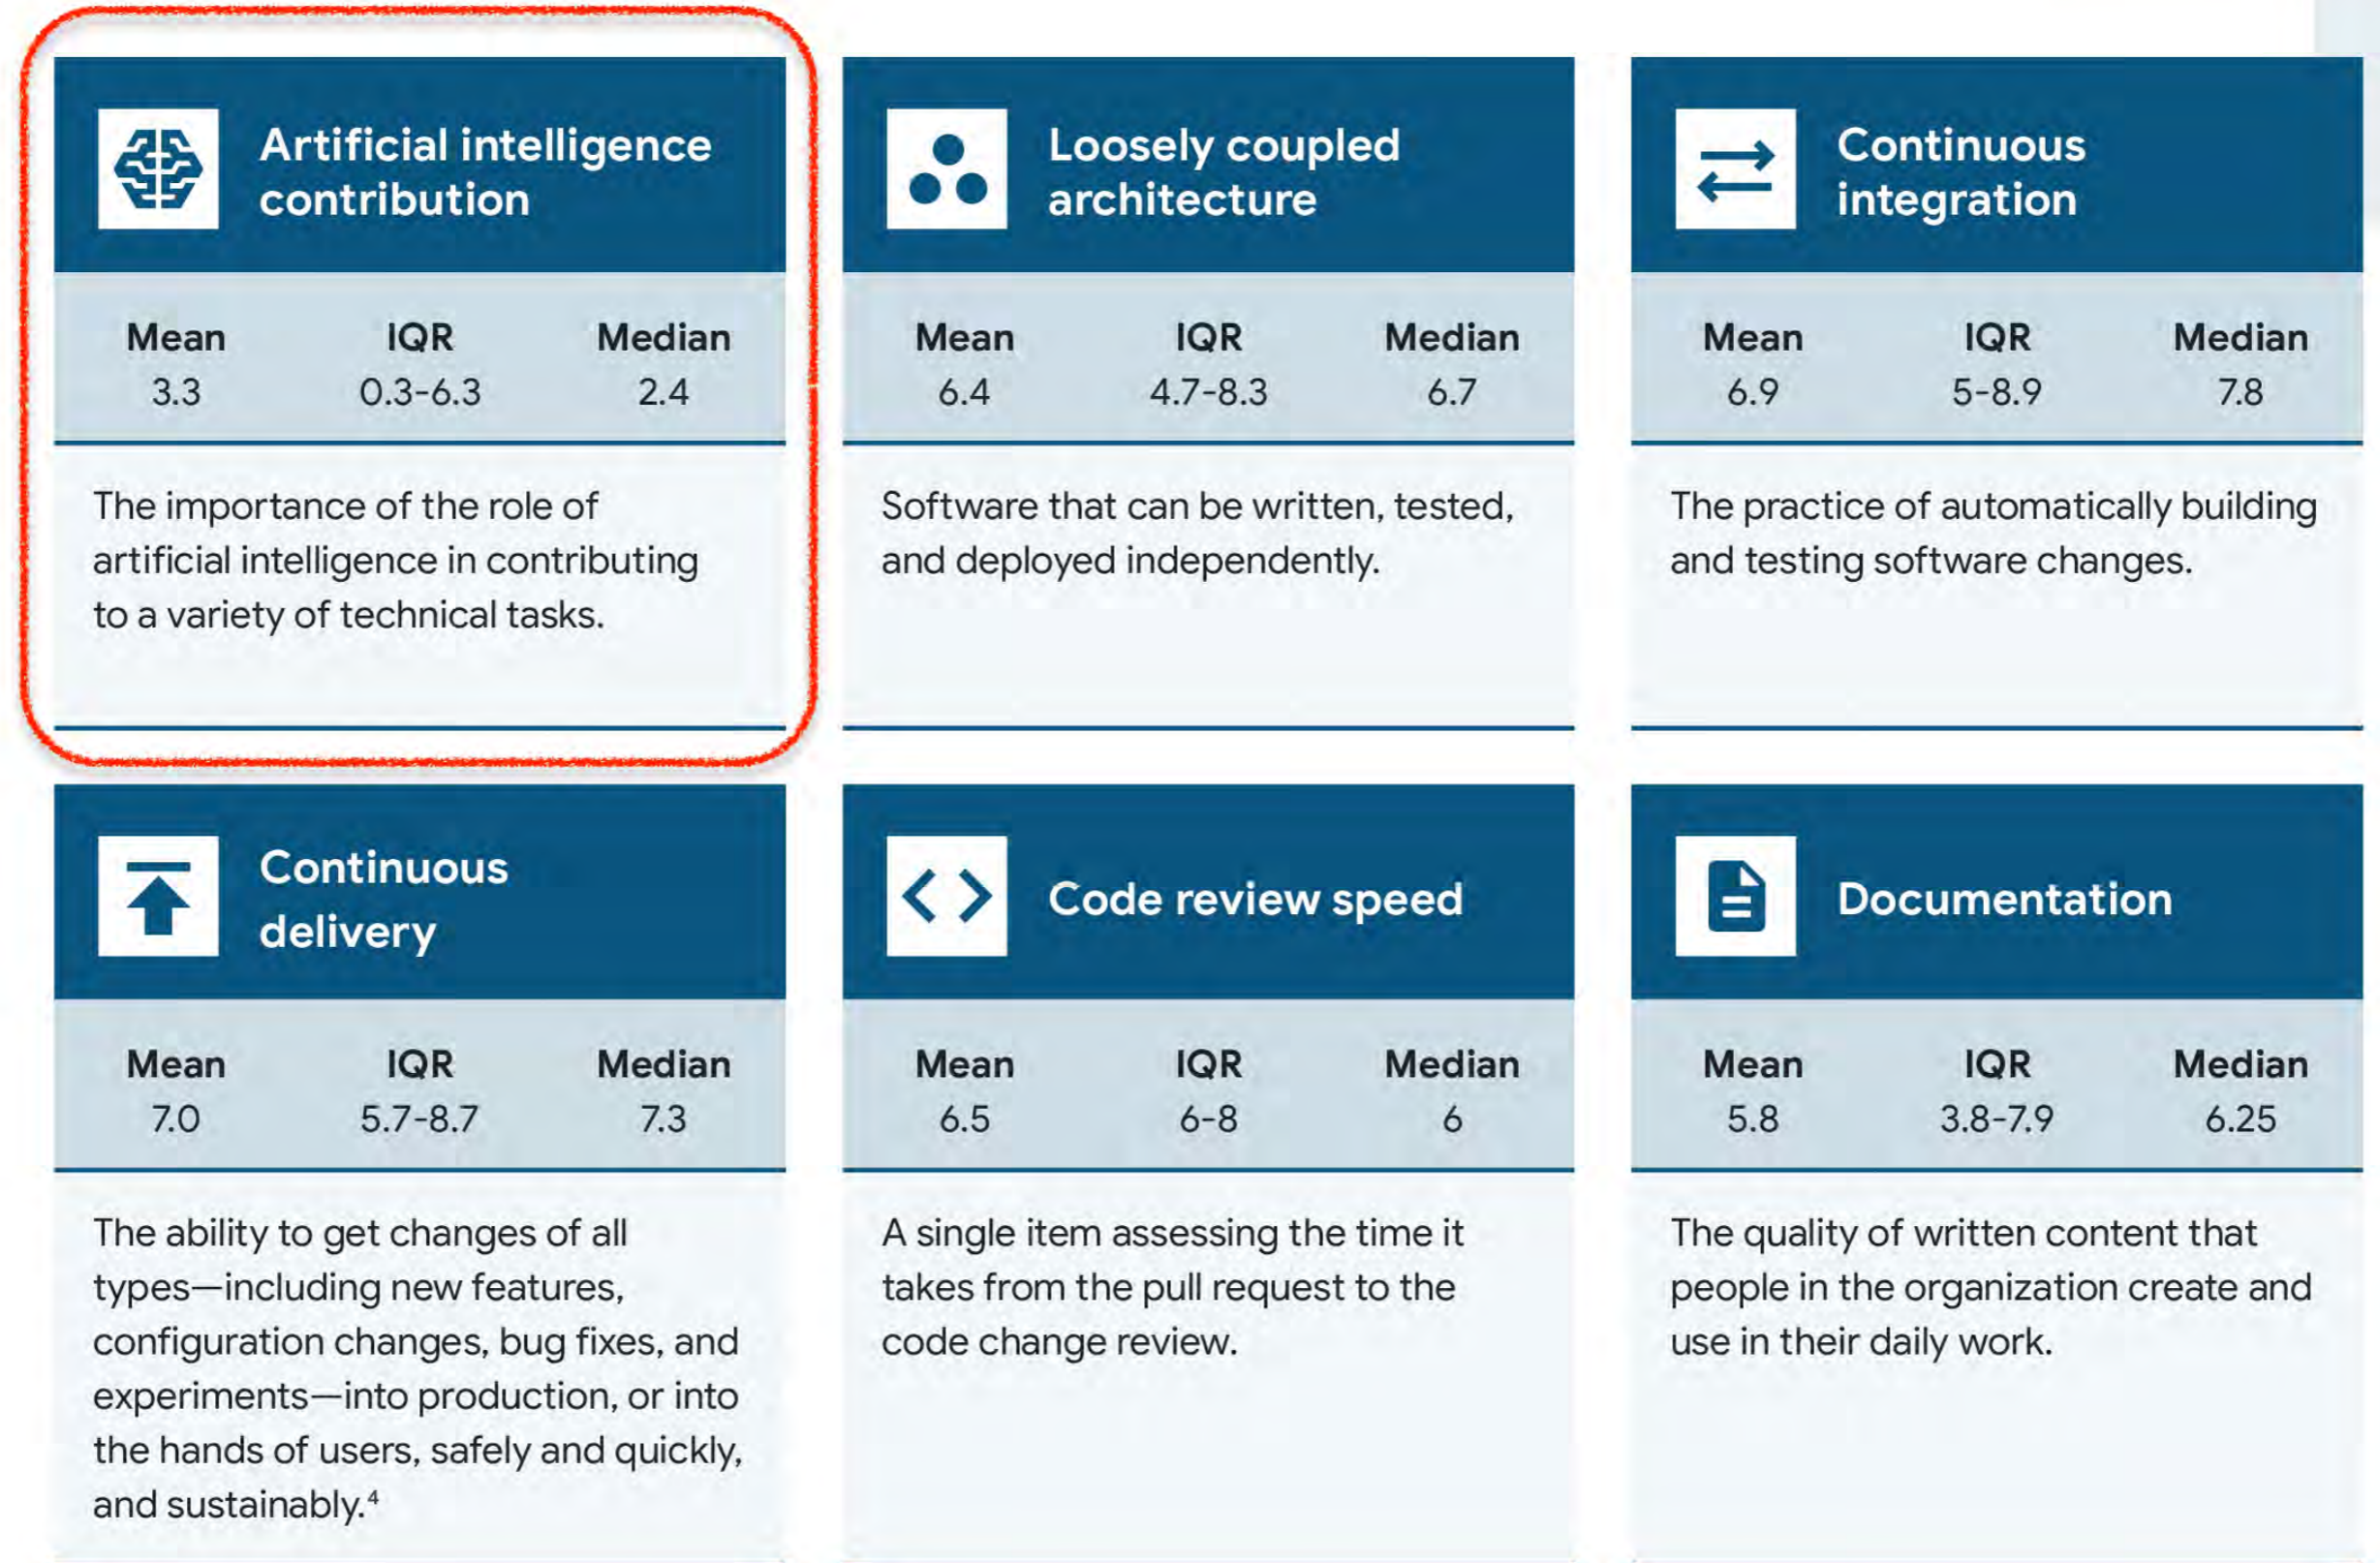 Artificial intelligence
contribution
Mean IQR Median
3.3 0.3-6.3 2.4
The importance of the role of
artificial intelligence in contributing
to a variety of technical tasks.
Loosely coupled
architecture
Mean IQR Median
6.4 4.7-8.3 6.7
Software that can be written, tested,
and deployed independently.
Continuous
integration
Mean IQR Median
6.9 5-8.9 7.8
The practice of automatically building
and testing software changes.
Continuous
delivery
Mean IQR Median
7.0 5.7-8.7 7.3
The ability to get changes of all
types—including new features,
configuration changes, bug fixes, and
experiments—into production, or into
the hands of users, safely and quickly,
and sustainably.⁴
Code review speed
Mean IQR Median
6.5 6-8 6
A single item assessing the time it
takes from the pull request to the
code change review.
Documentation
Mean IQR Median
5.8 3.8-7.9 6.25
The quality of written content that
people in the organization create and
use in their daily work.